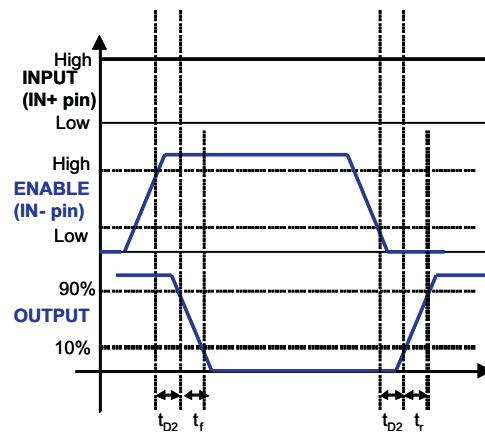 High
INPUT
(IN+ pin)
Low
High
ENABLE
(IN- pin)
Low
90%
OUTPUT
10%
tD2
tf
tD2
tr